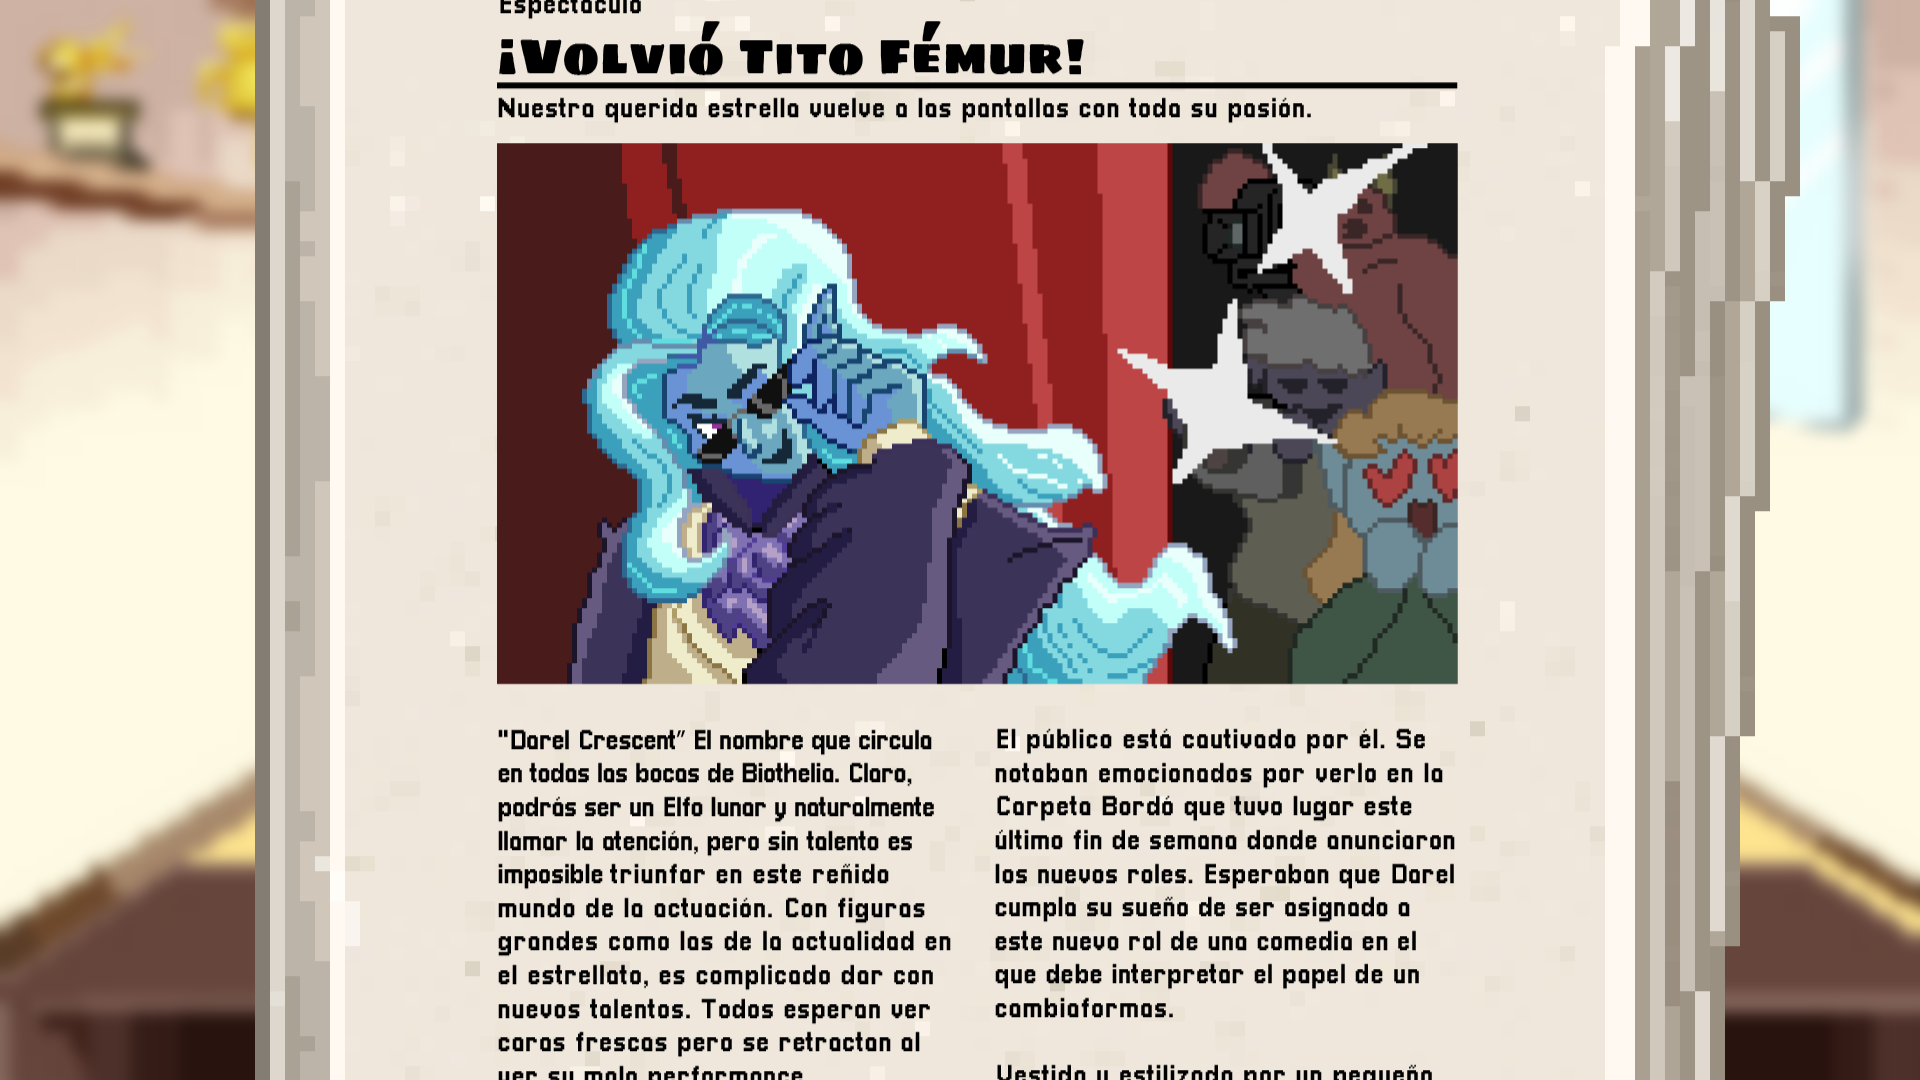 Espectáculo
¡Volvió Tito Fémur!
Nuestra querida estrella vuelve a las pantallas con toda su pasión.
"Darel Crescent" El nombre que circula
en todas las bocas de Biothelia. Claro,
podrás ser un Elfo lunar y naturalmente
llamar la atención, pero sin talento es
imposible triunfar en este reñido
mundo de la actuación. Con figuras
grandes como las de la actualidad en
el estrellato, es complicado dar con
nuevos talentos. Todos esperan ver
caras frescas pero se retractan al
ver su mala performance.
El público está cautivado por él. Se
notaban emocionados por verlo en la
Carpeta Bordó que tuvo lugar este
último fin de semana donde anunciaron
los nuevos roles. Esperaban que Darel
cumpla su sueño de ser asignado a
este nuevo rol de una comedia en el
que debe interpretar el papel de un
cambiaformas.
Vestido y estilizado por un pequeño